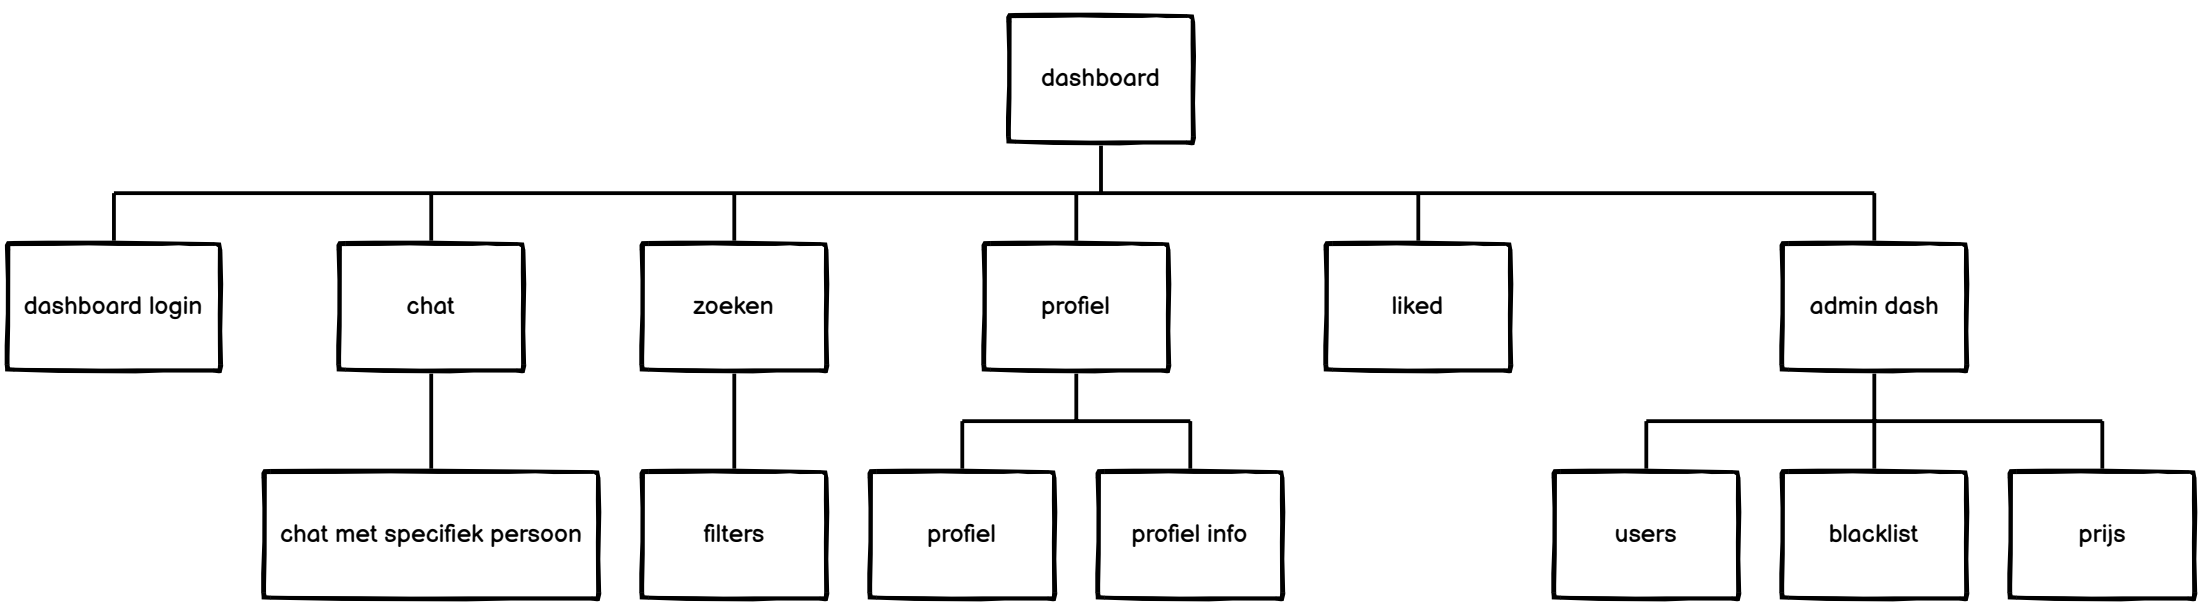 dashboard
dashboard login
chat
zoeken
profiel
liked
admin dash
chat met specifiek persoon
filters
profiel
profiel info
users
blacklist
prijs